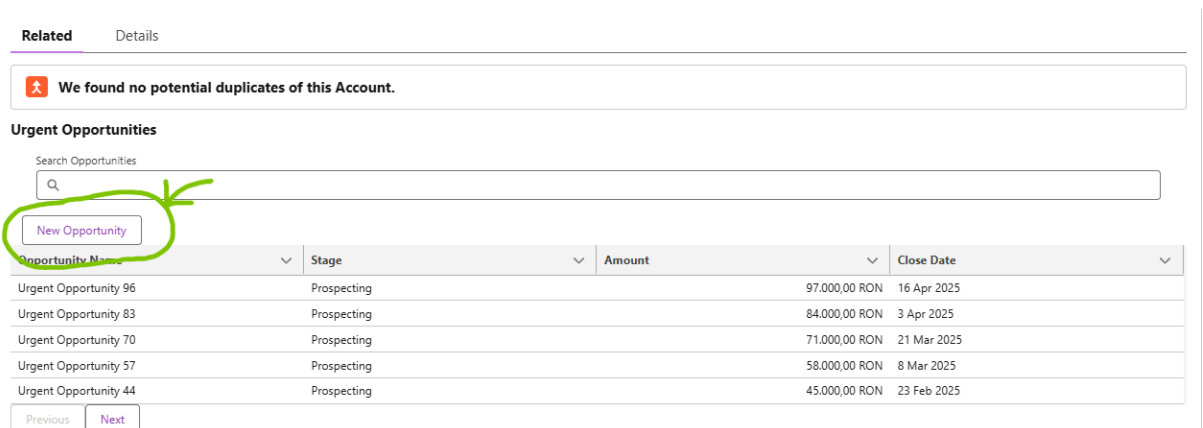 Related Details
We found no potential duplicates of this Account.
Urgent Opportunities
Search Opportunities
New Opportunity
Opportunity Name Stage Amount Close Date
Urgent Opportunity 96 Prospecting 97.000,00 RON 16 Apr 2025
Urgent Opportunity 83 Prospecting 84.000,00 RON 3 Apr 2025
Urgent Opportunity 70 Prospecting 71.000,00 RON 21 Mar 2025
Urgent Opportunity 57 Prospecting 58.000,00 RON 8 Mar 2025
Urgent Opportunity 44 Prospecting 45.000,00 RON 23 Feb 2025
Previous Next